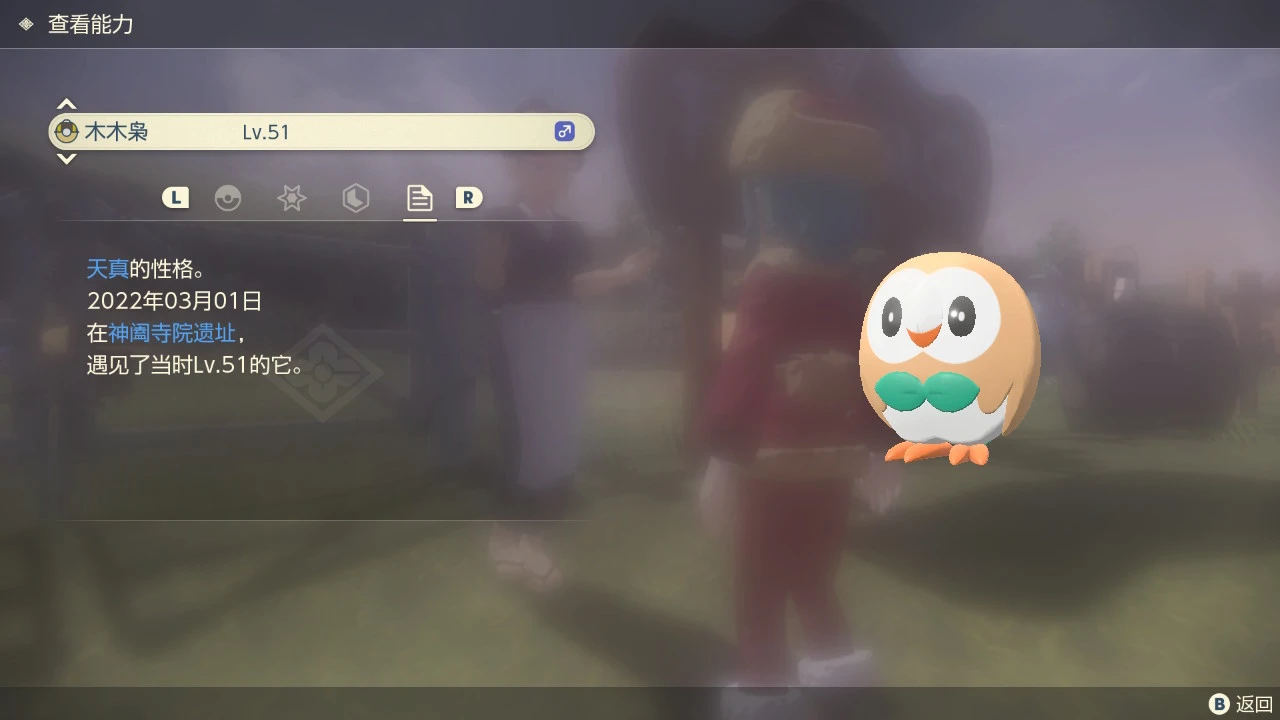 查看能力
木木枭 Lv.51 ♂
L R
天真的性格。
2022年03月01日
在神阖寺院遗址，
遇见了当时Lv.51的它。
B 返回